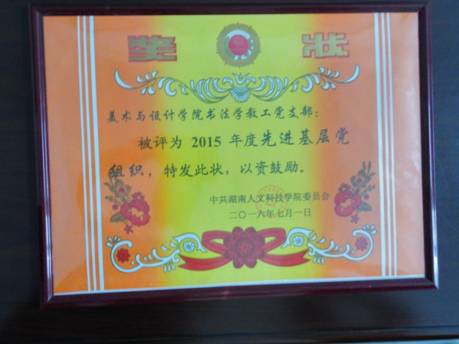 奖 状
美术与设计学院书法学教工党支部：
被评为 2015 年度先进基层党
组织，特发此状，以资鼓励。
中共湖南人文科技学院委员会
二〇一六年七月一日